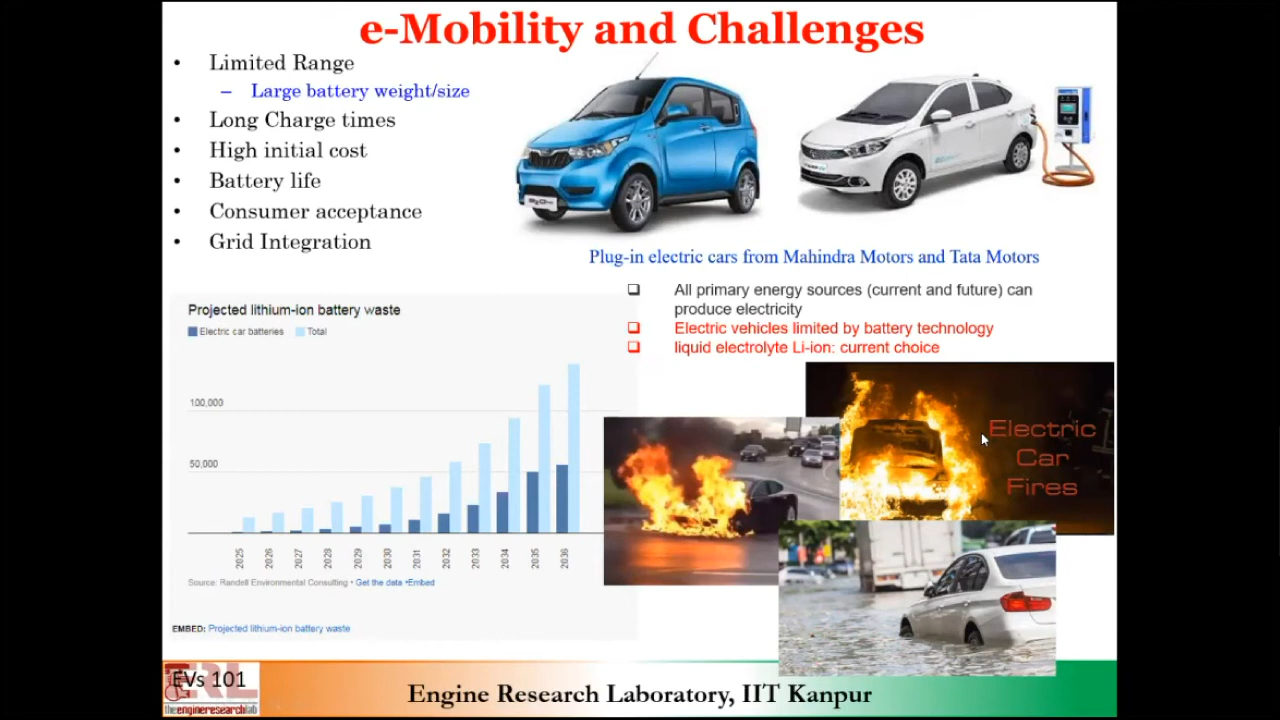 e-Mobility and Challenges
• Limited Range
– Large battery weight/size
• Long Charge times
• High initial cost
• Battery life
• Consumer acceptance
• Grid Integration
Plug-in electric cars from Mahindra Motors and Tata Motors
All primary energy sources (current and future) can
produce electricity
Electric vehicles limited by battery technology
liquid electrolyte Li-ion: current choice
Projected lithium-ion battery waste
Electric car batteries Total
100,000
50,000
2025 2026 2027 2028 2029 2030 2031 2032 2033 2034 2035 2036
Source: Randell Environmental Consulting • Get the data •Embed
EMBED: Projected lithium-ion battery waste
Electric
Car
Fires
EVs 101
ERL
theengineresearchlab
Engine Research Laboratory, IIT Kanpur